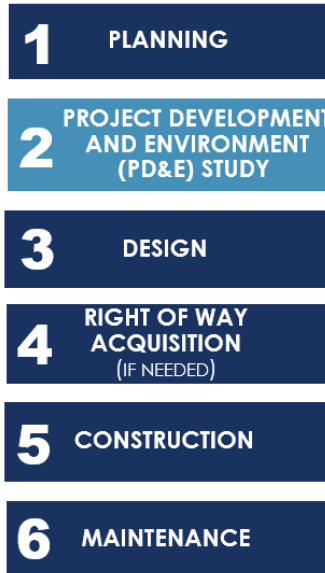 1 PLANNING
2 PROJECT DEVELOPMENT
AND ENVIRONMENT
(PD&E) STUDY
3 DESIGN
4 RIGHT OF WAY
ACQUISITION
(IF NEEDED)
5 CONSTRUCTION
6 MAINTENANCE